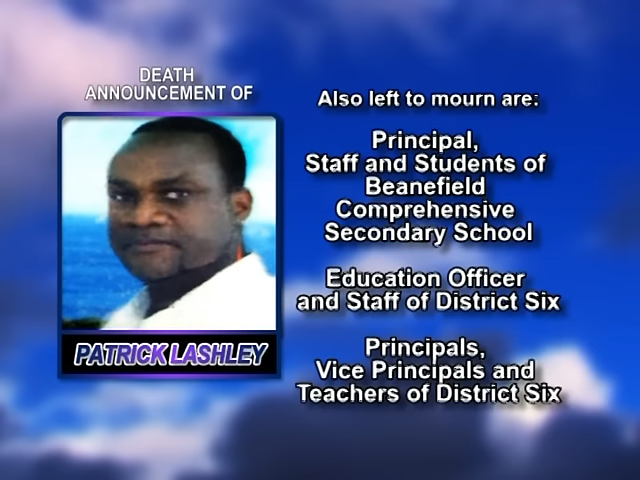 DEATH
ANNOUNCEMENT OF
PATRICK LASHLEY
Also left to mourn are:
Principal,
Staff and Students of
Beanefield
Comprehensive
Secondary School
Education Officer
and Staff of District Six
Principals,
Vice Principals and
Teachers of District Six